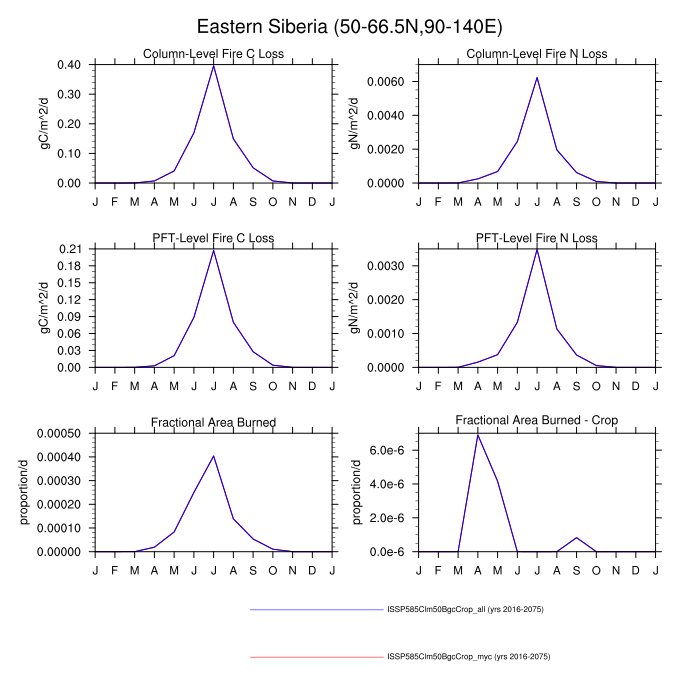 Eastern Siberia (50-66.5N,90-140E)
Column-Level Fire C Loss
gC/m^2/d
0.40
0.30
0.20
0.10
0.00
J F M A M J J A S O N D J
Column-Level Fire N Loss
gN/m^2/d
0.0060
0.0040
0.0020
0.0000
J F M A M J J A S O N D J
PFT-Level Fire C Loss
gC/m^2/d
0.21
0.18
0.15
0.12
0.09
0.06
0.03
0.00
J F M A M J J A S O N D J
PFT-Level Fire N Loss
gN/m^2/d
0.0030
0.0020
0.0010
0.0000
J F M A M J J A S O N D J
Fractional Area Burned
proportion/d
0.00050
0.00040
0.00030
0.00020
0.00010
0.00000
J F M A M J J A S O N D J
Fractional Area Burned - Crop
proportion/d
6.0e-6
4.0e-6
2.0e-6
0.0e-6
J F M A M J J A S O N D J
ISSP585Clm50BgcCrop_all (yrs 2016-2075)
ISSP585Clm50BgcCrop_myc (yrs 2016-2075)